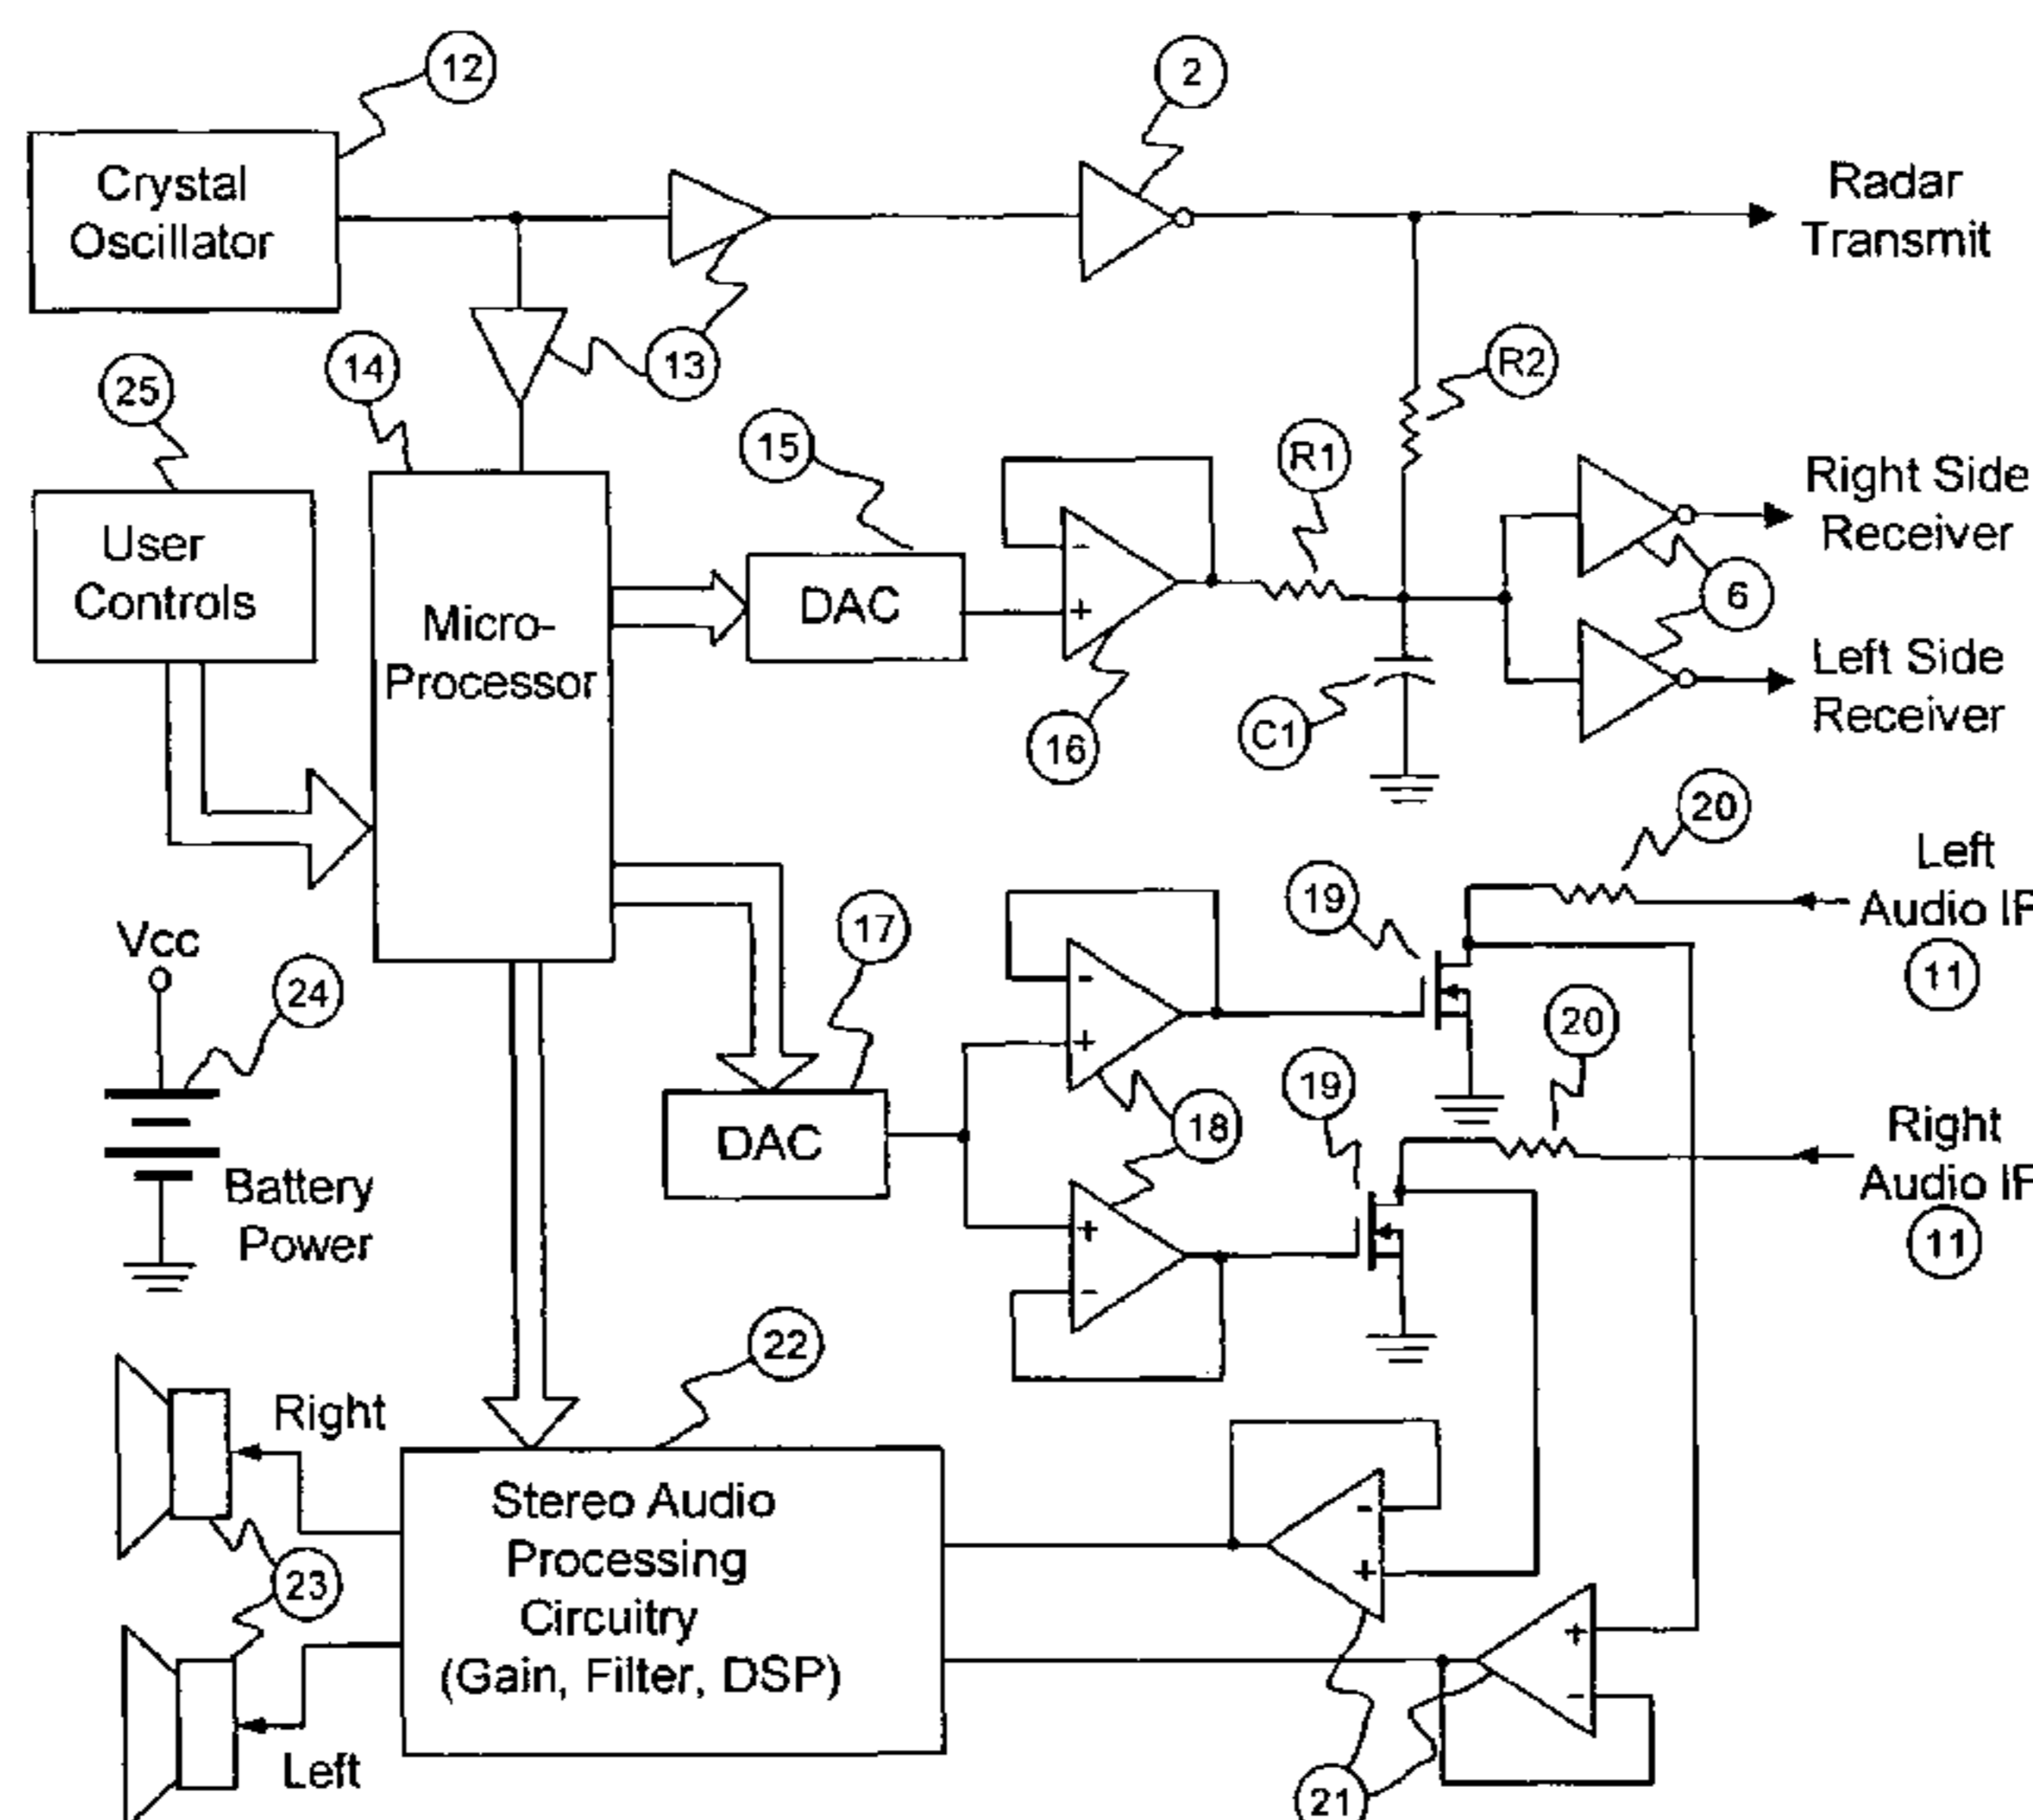 12
2
Crystal
Oscillator
Radar
Transmit
25
14
13
R2
15
R1
User
Controls
Micro-
Processor
DAC
-
+
16
C1
Right Side
Receiver
6
Left Side
Receiver
20
Left
Audio IF
11
19
17
Vcc
24
Battery
Power
DAC
-
+
18
+
-
19
20
Right
Audio IF
11
22
Right
23
Left
Stereo Audio
Processing
Circuitry
(Gain, Filter, DSP)
-
+
+
-
21